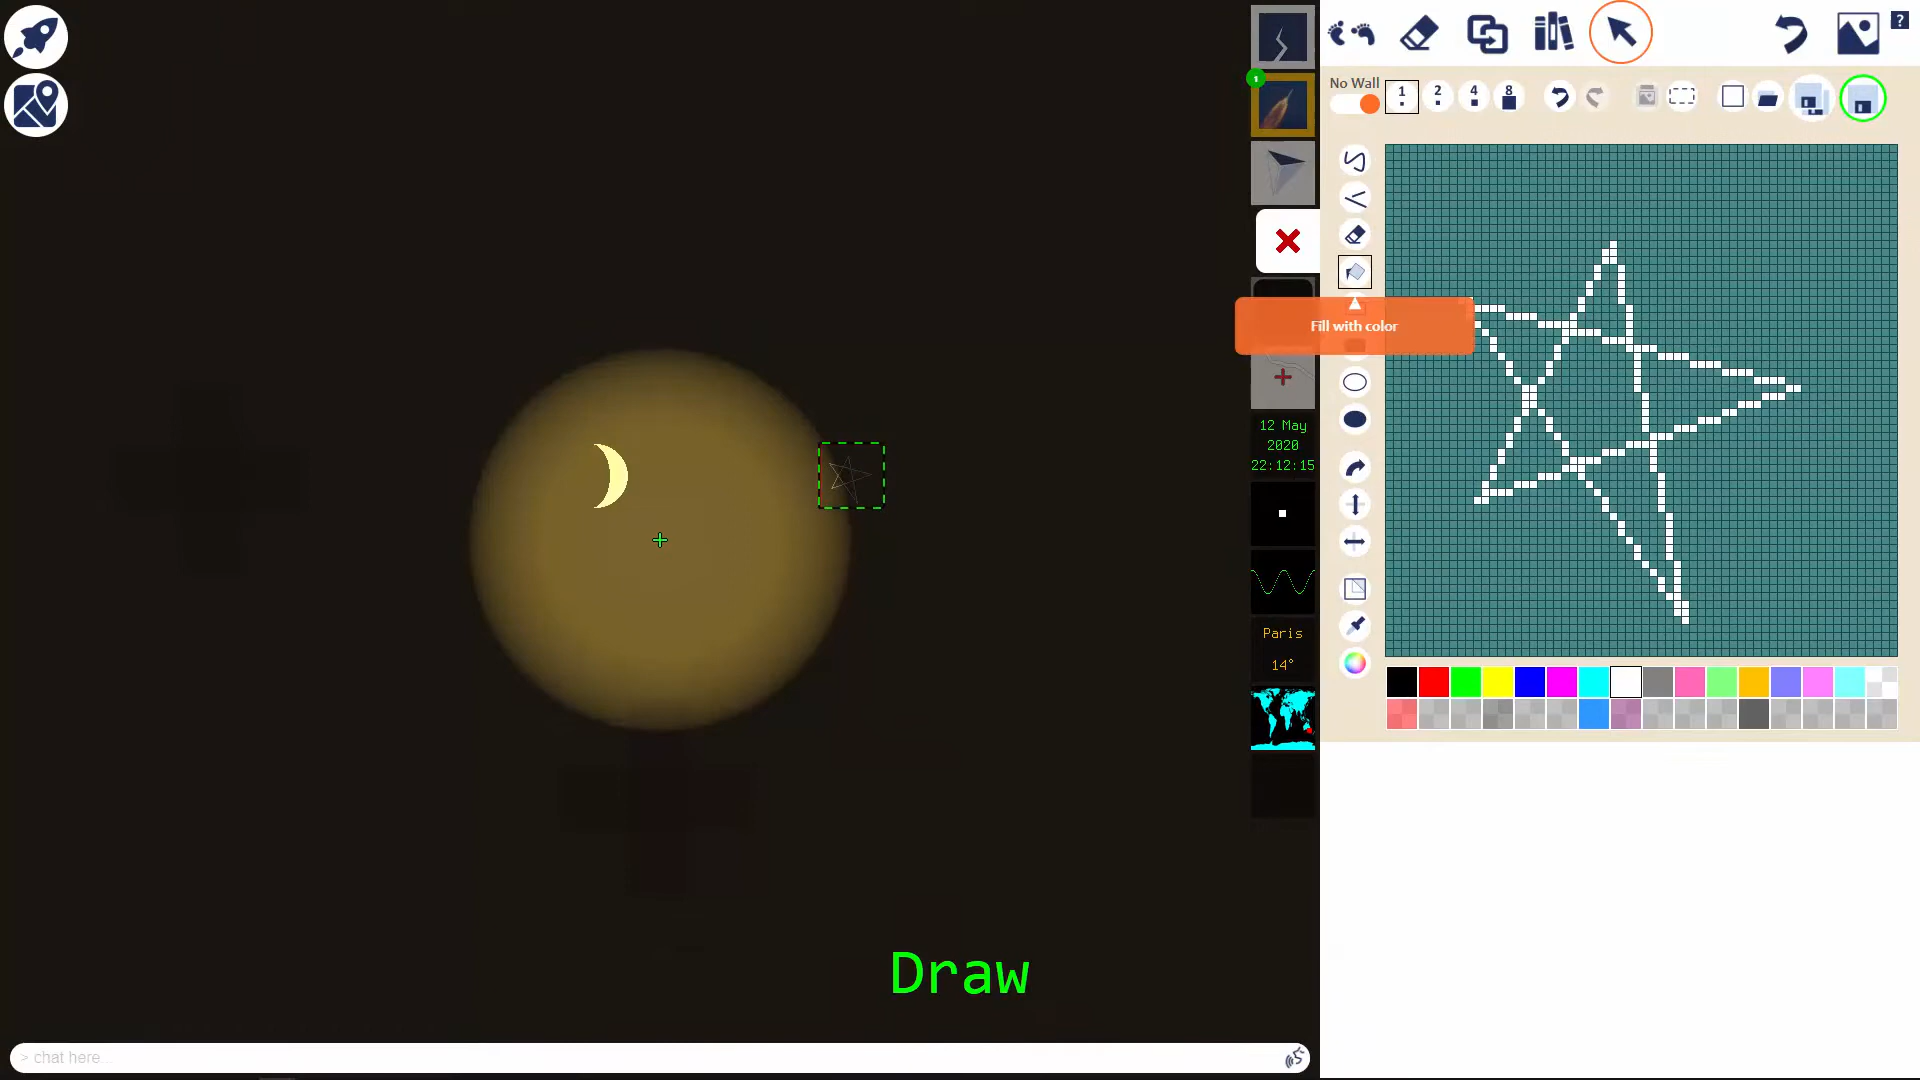 ?
No Wall
1
2
4
8
1
Fill with color
12 May
2020
22:12:15
Paris
14°
Draw
> chat here...